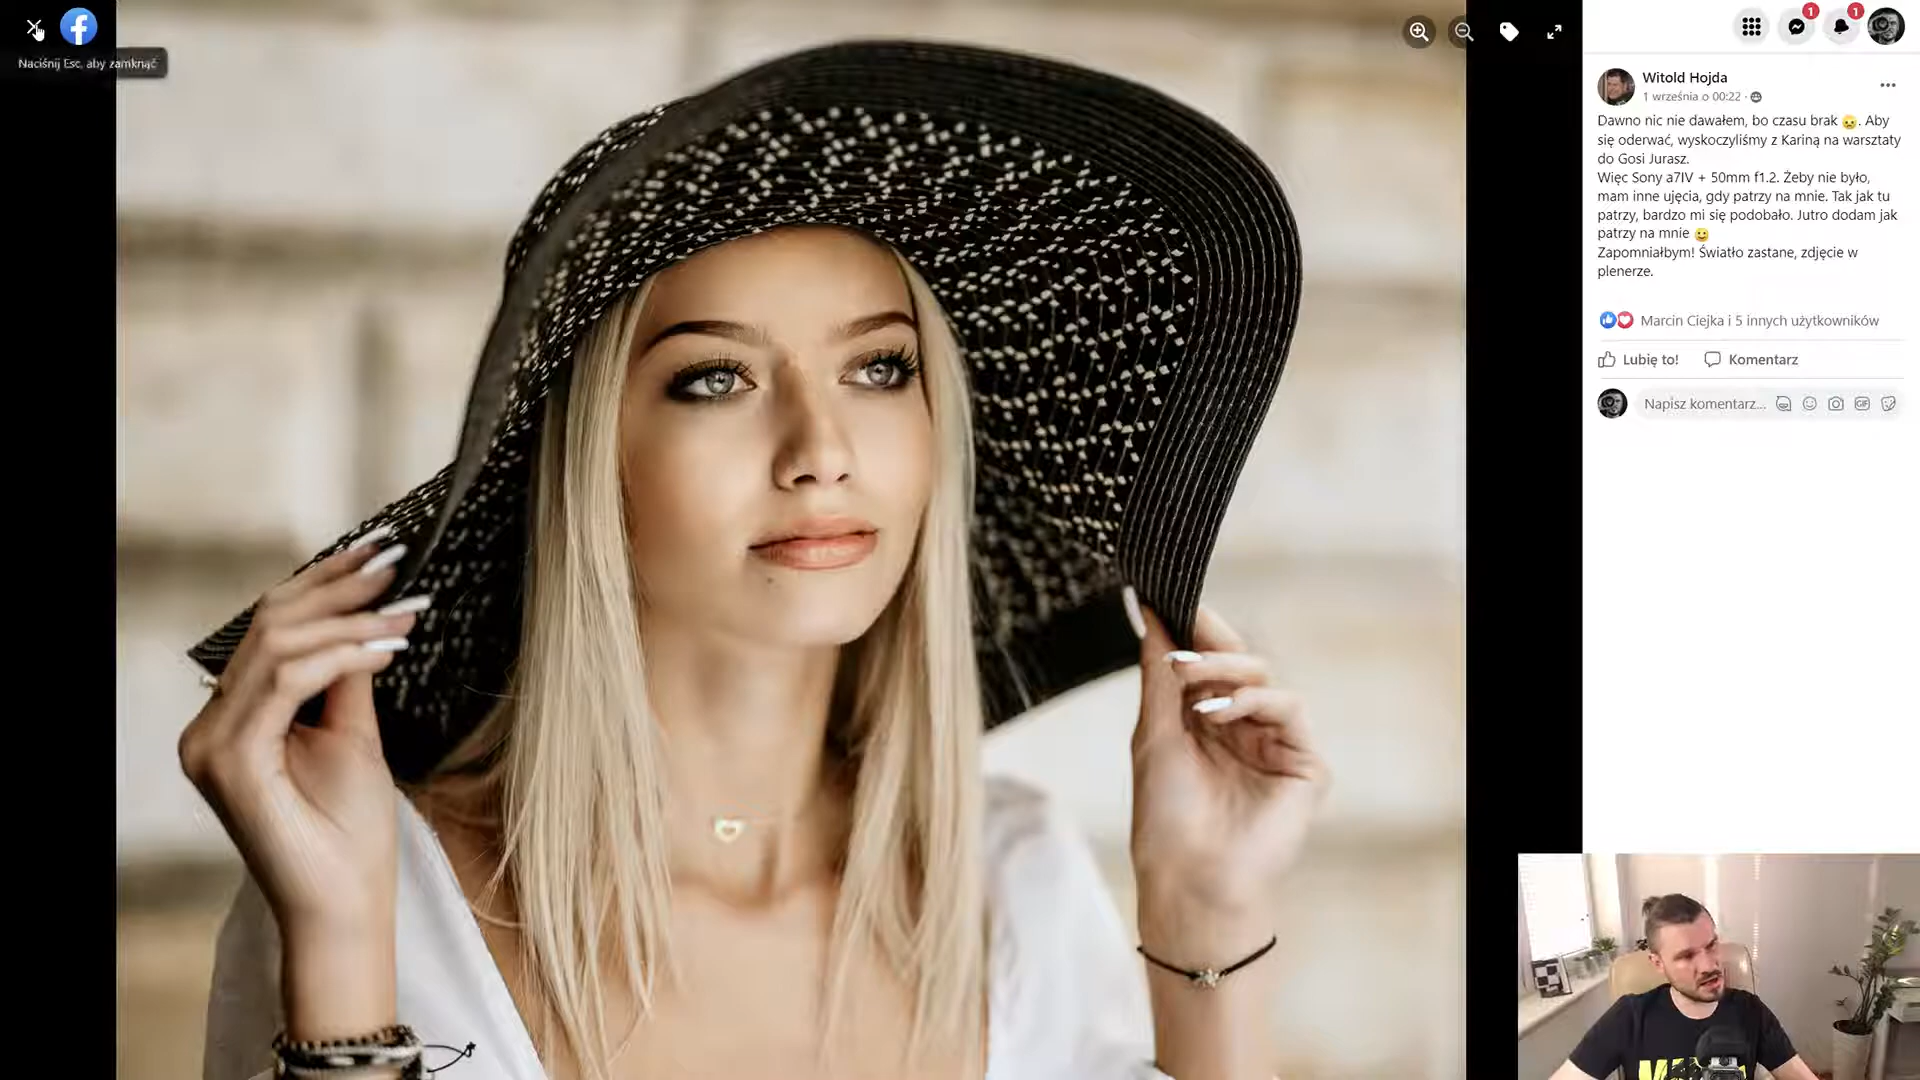 Naciśnij Esc, aby zamknąć
1
1
Witold Hojda
1 września o 00:22 ·
Dawno nic nie dawałem, bo czasu brak 😥. Aby
się oderwać, wyskoczyliśmy z Kariną na warsztaty
do Gosi Jurasz.
Więc Sony a7IV + 50mm f1.2. Żeby nie było,
mam inne ujęcia, gdy patrzy na mnie. Tak jak tu
patrzy, bardzo mi się podobało. Jutro dodam jak
patrzy na mnie 😀
Zapomniałbym! Światło zastane, zdjęcie w
plenerze.
Marcin Ciejka i 5 innych użytkowników
Lubię to!
Komentarz
Napisz komentarz...
GIF